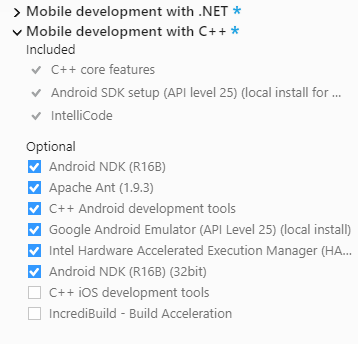 Mobile development with .NET *
Mobile development with C++ *
Included
C++ core features
Android SDK setup (API level 25) (local install for ...
IntelliCode
Optional
Android NDK (R16B)
Apache Ant (1.9.3)
C++ Android development tools
Google Android Emulator (API Level 25) (local install)
Intel Hardware Accelerated Execution Manager (HA...
Android NDK (R16B) (32bit)
C++ iOS development tools
IncrediBuild - Build Acceleration